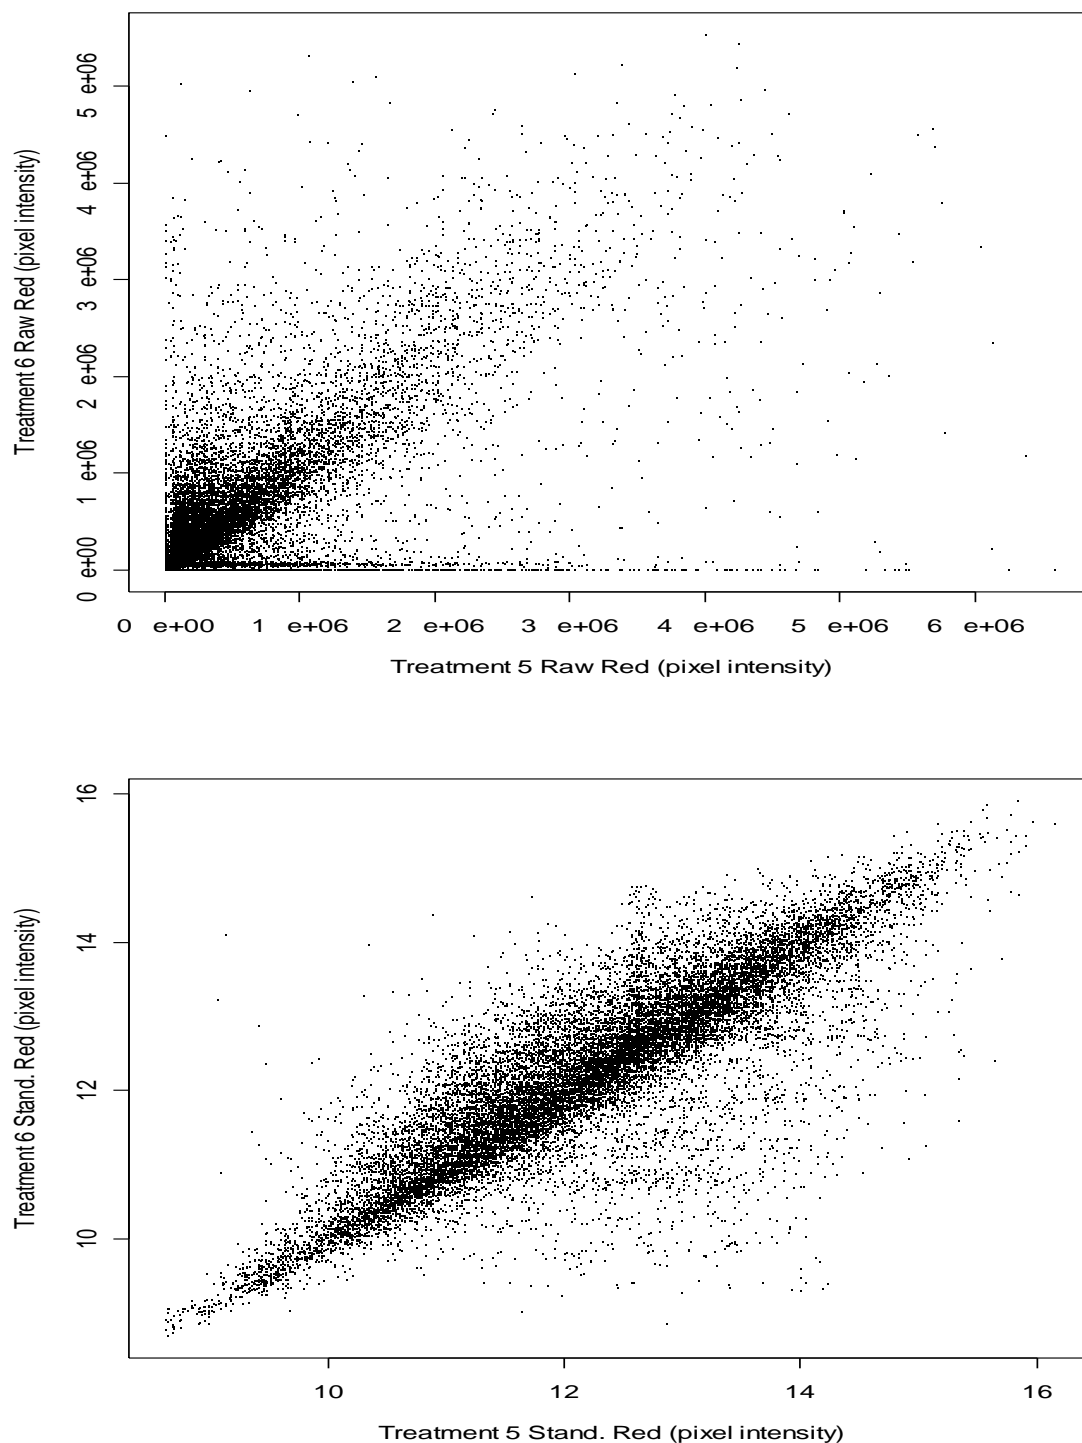 Treatment 6 Raw Red (pixel intensity)
5 e+06
4 e+06
3 e+06
2 e+06
1 e+06
0 e+00
0 e+00 1 e+06 2 e+06 3 e+06 4 e+06 5 e+06 6 e+06
Treatment 5 Raw Red (pixel intensity)
Treatment 6 Stand. Red (pixel intensity)
16
14
12
10
10 12 14 16
Treatment 5 Stand. Red (pixel intensity)